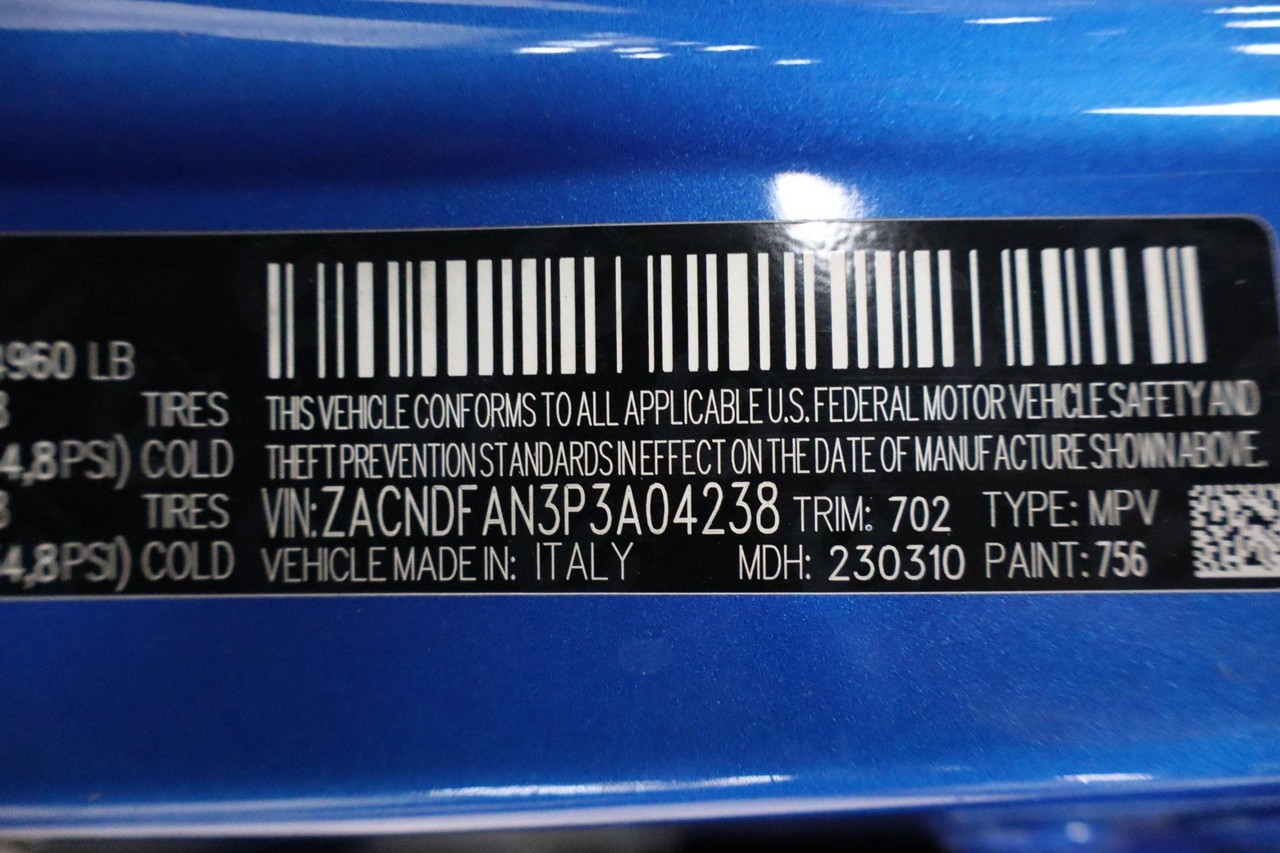 960 LB
TIRES THIS VEHICLE CONFORMS TO ALL APPLICABLE U.S. FEDERAL MOTOR VEHICLE SAFETY AND
4,8 PSI) COLD THEFT PREVENTION STANDARDS IN EFFECT ON THE DATE OF MANUFACTURE SHOWN ABOVE.
TIRES VIN:ZACNDFAN3P3A04238 TRIM: 702 TYPE: MPV
4,8 PSI) COLD VEHICLE MADE IN: ITALY MDH: 230310 PAINT: 756